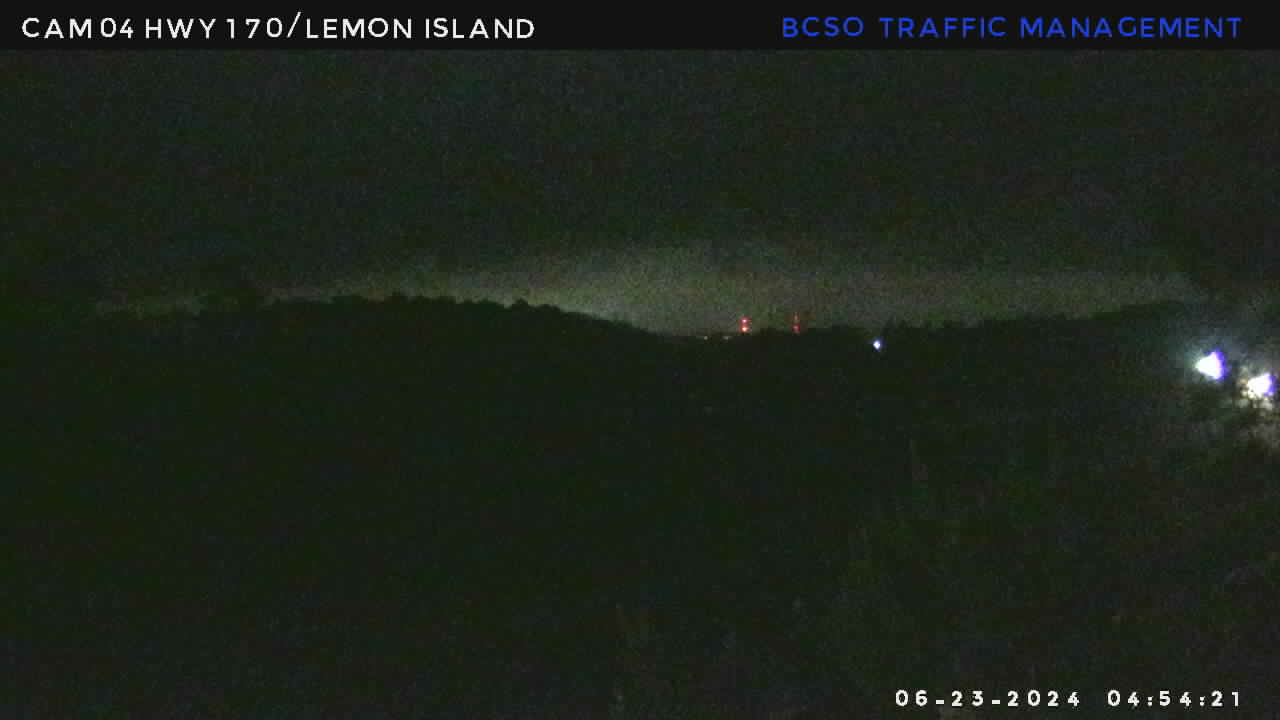 CAM04 HWY 170/LEMON ISLAND
BCSO TRAFFIC MANAGEMENT
06-23-2024 04:54:21